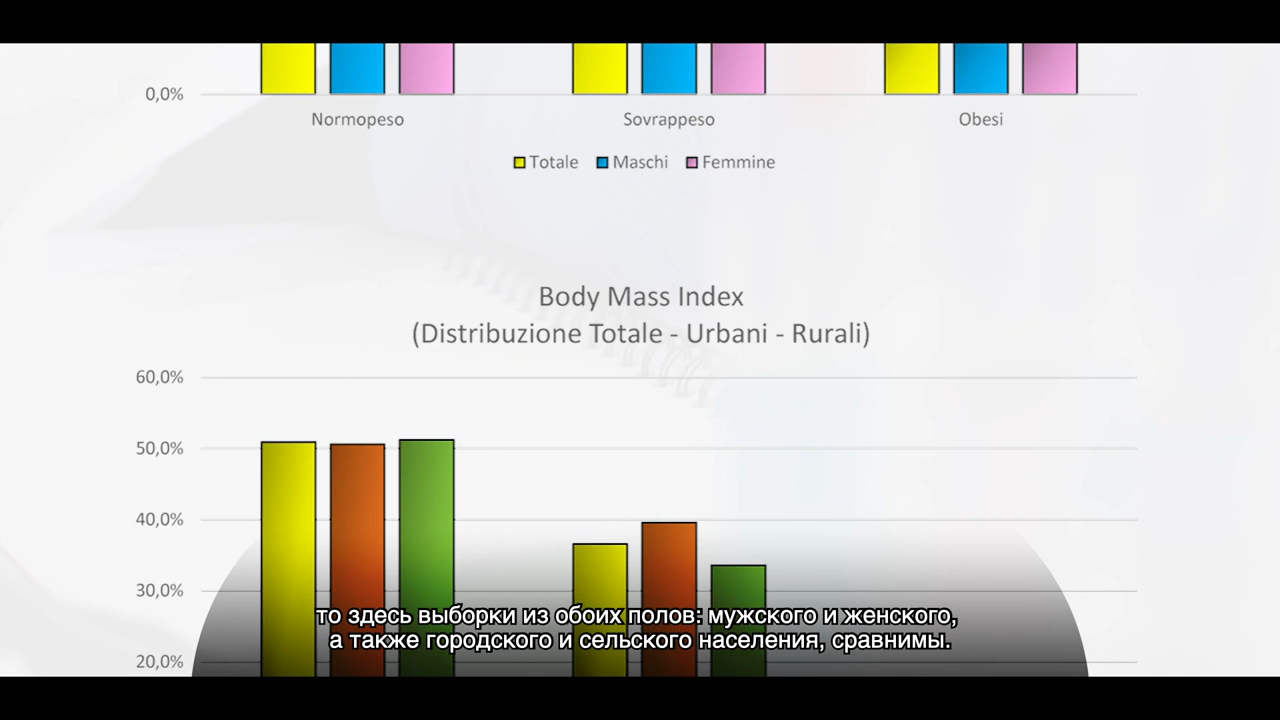 0,0%
Normopeso Sovrappeso Obesi
Totale Maschi Femmine
Body Mass Index
(Distribuzione Totale - Urbani - Rurali)
60,0%
50,0%
40,0%
30,0%
20,0%
то здесь выборки из обоих полов: мужского и женского,
а также городского и сельского населения, сравнимы.